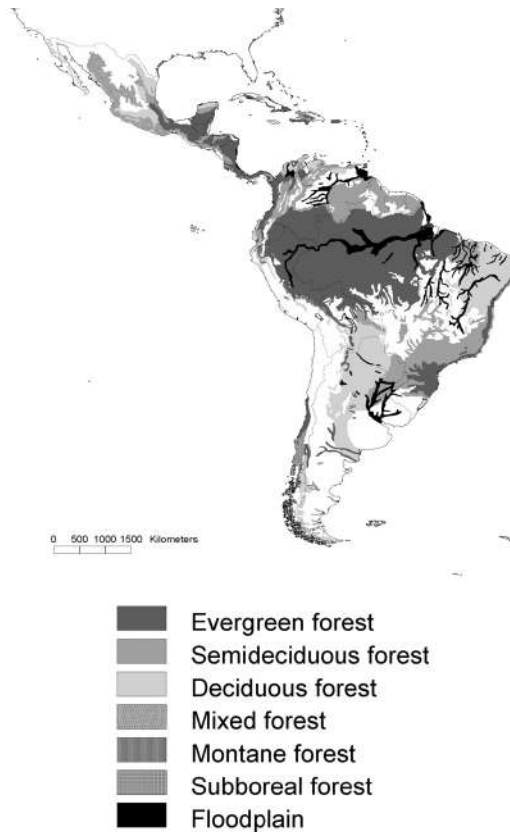 0 500 1000 1500 Kilometers
Evergreen forest
Semideciduous forest
Deciduous forest
Mixed forest
Montane forest
Subboreal forest
Floodplain